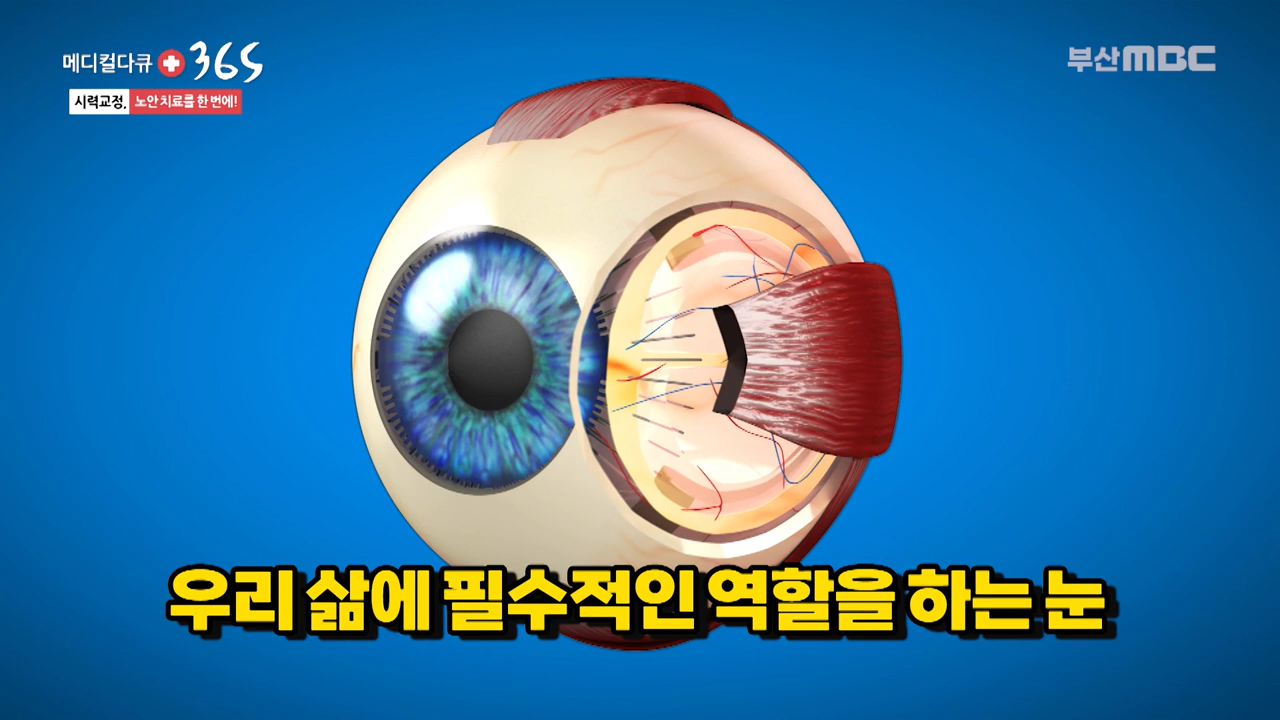 메디컬다큐 365
부산MBC
시력교정, 노안 치료를 한 번에!
우리 삶에 필수적인 역할을 하는 눈